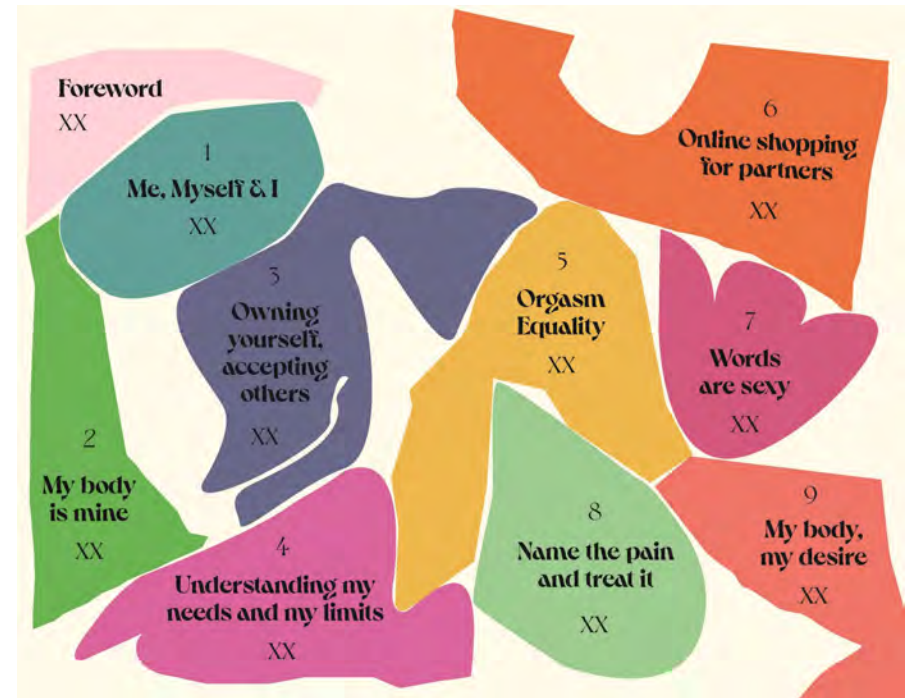 Foreword
XX
1
Me, Myself & I
XX
2
My body
is mine
XX
3
Owning
yourself,
accepting
others
XX
4
Understanding my
needs and my limits
XX
5
Orgasm
Equality
XX
6
Online shopping
for partners
XX
7
Words
are sexy
XX
8
Name the pain
and treat it
XX
9
My body,
my desire
XX